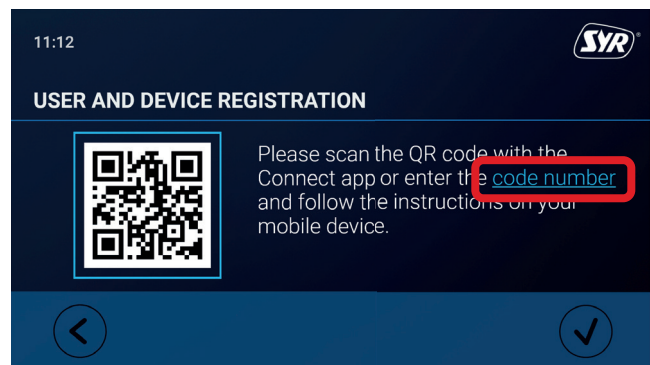 11:12
SYR
USER AND DEVICE REGISTRATION
Please scan the QR code with the
Connect app or enter the code number
and follow the instructions on your
mobile device.